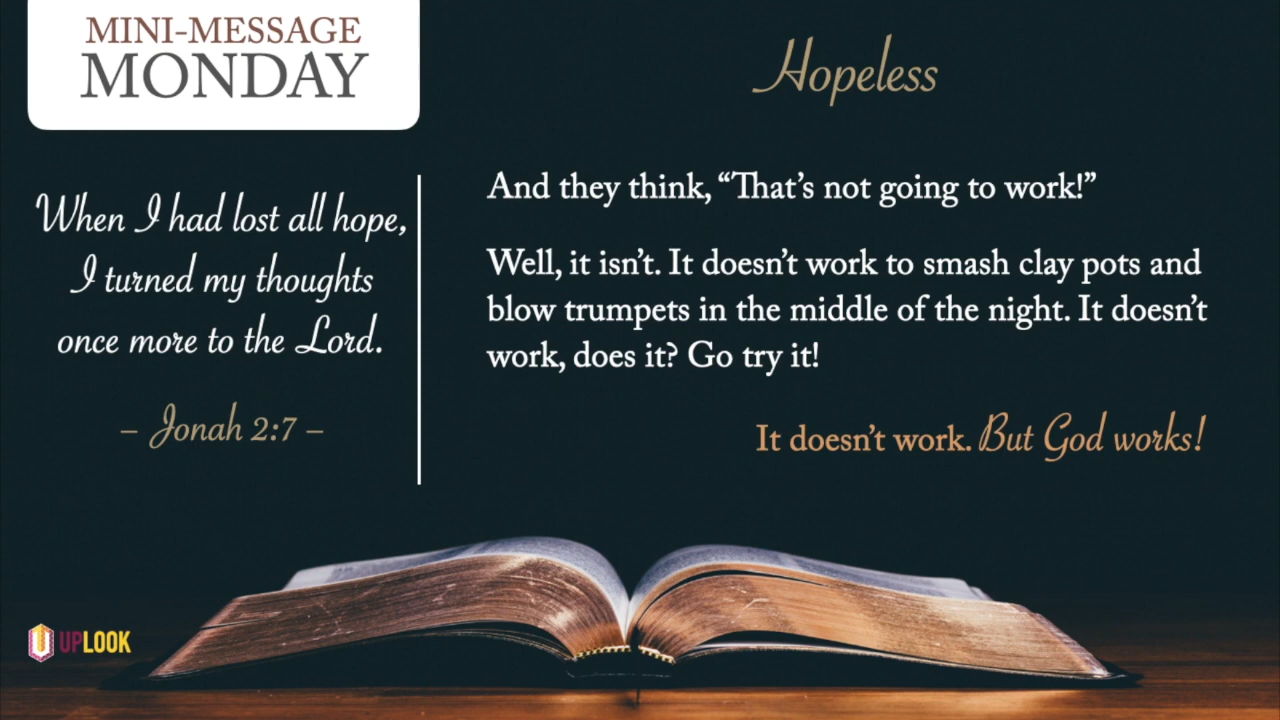 MINI-MESSAGE
MONDAY
When I had lost all hope,
I turned my thoughts
once more to the Lord.
– Jonah 2:7 –
Hopeless
And they think, “That’s not going to work!”
Well, it isn’t. It doesn’t work to smash clay pots and
blow trumpets in the middle of the night. It doesn’t
work, does it? Go try it!
It doesn’t work. But God works!
UPLOOK